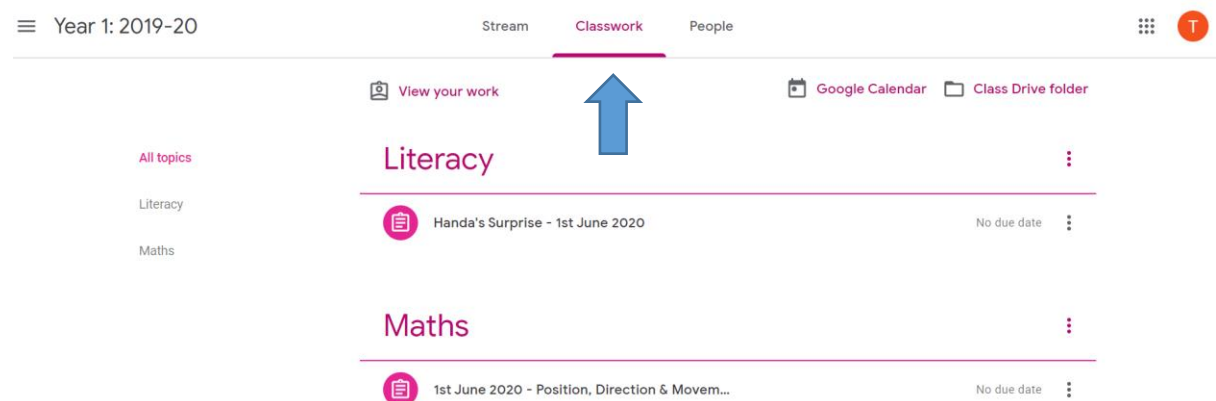 Year 1: 2019-20
Stream Classwork People
T
View your work
Google Calendar Class Drive folder
All topics
Literacy
Maths
Literacy
Handa's Surprise - 1st June 2020 No due date
Maths
1st June 2020 - Position, Direction & Movem... No due date